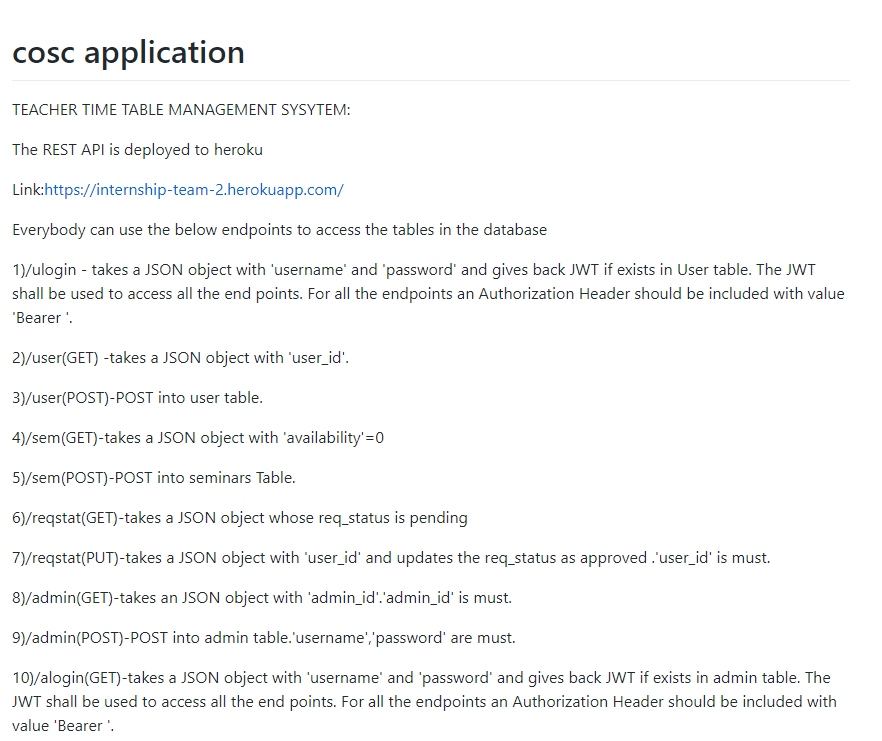 cosc application
TEACHER TIME TABLE MANAGEMENT SYSYTEM:
The REST API is deployed to heroku
Link:https://internship-team-2.herokuapp.com/
Everybody can use the below endpoints to access the tables in the database
1)/ulogin - takes a JSON object with 'username' and 'password' and gives back JWT if exists in User table. The JWT
shall be used to access all the end points. For all the endpoints an Authorization Header should be included with value
'Bearer '.
2)/user(GET) -takes a JSON object with 'user_id'.
3)/user(POST)-POST into user table.
4)/sem(GET)-takes a JSON object with 'availability'=0
5)/sem(POST)-POST into seminars Table.
6)/reqstat(GET)-takes a JSON object whose req_status is pending
7)/reqstat(PUT)-takes a JSON object with 'user_id' and updates the req_status as approved .'user_id' is must.
8)/admin(GET)-takes an JSON object with 'admin_id'.'admin_id' is must.
9)/admin(POST)-POST into admin table.'username','password' are must.
10)/alogin(GET)-takes a JSON object with 'username' and 'password' and gives back JWT if exists in admin table. The
JWT shall be used to access all the end points. For all the endpoints an Authorization Header should be included with
value 'Bearer '.